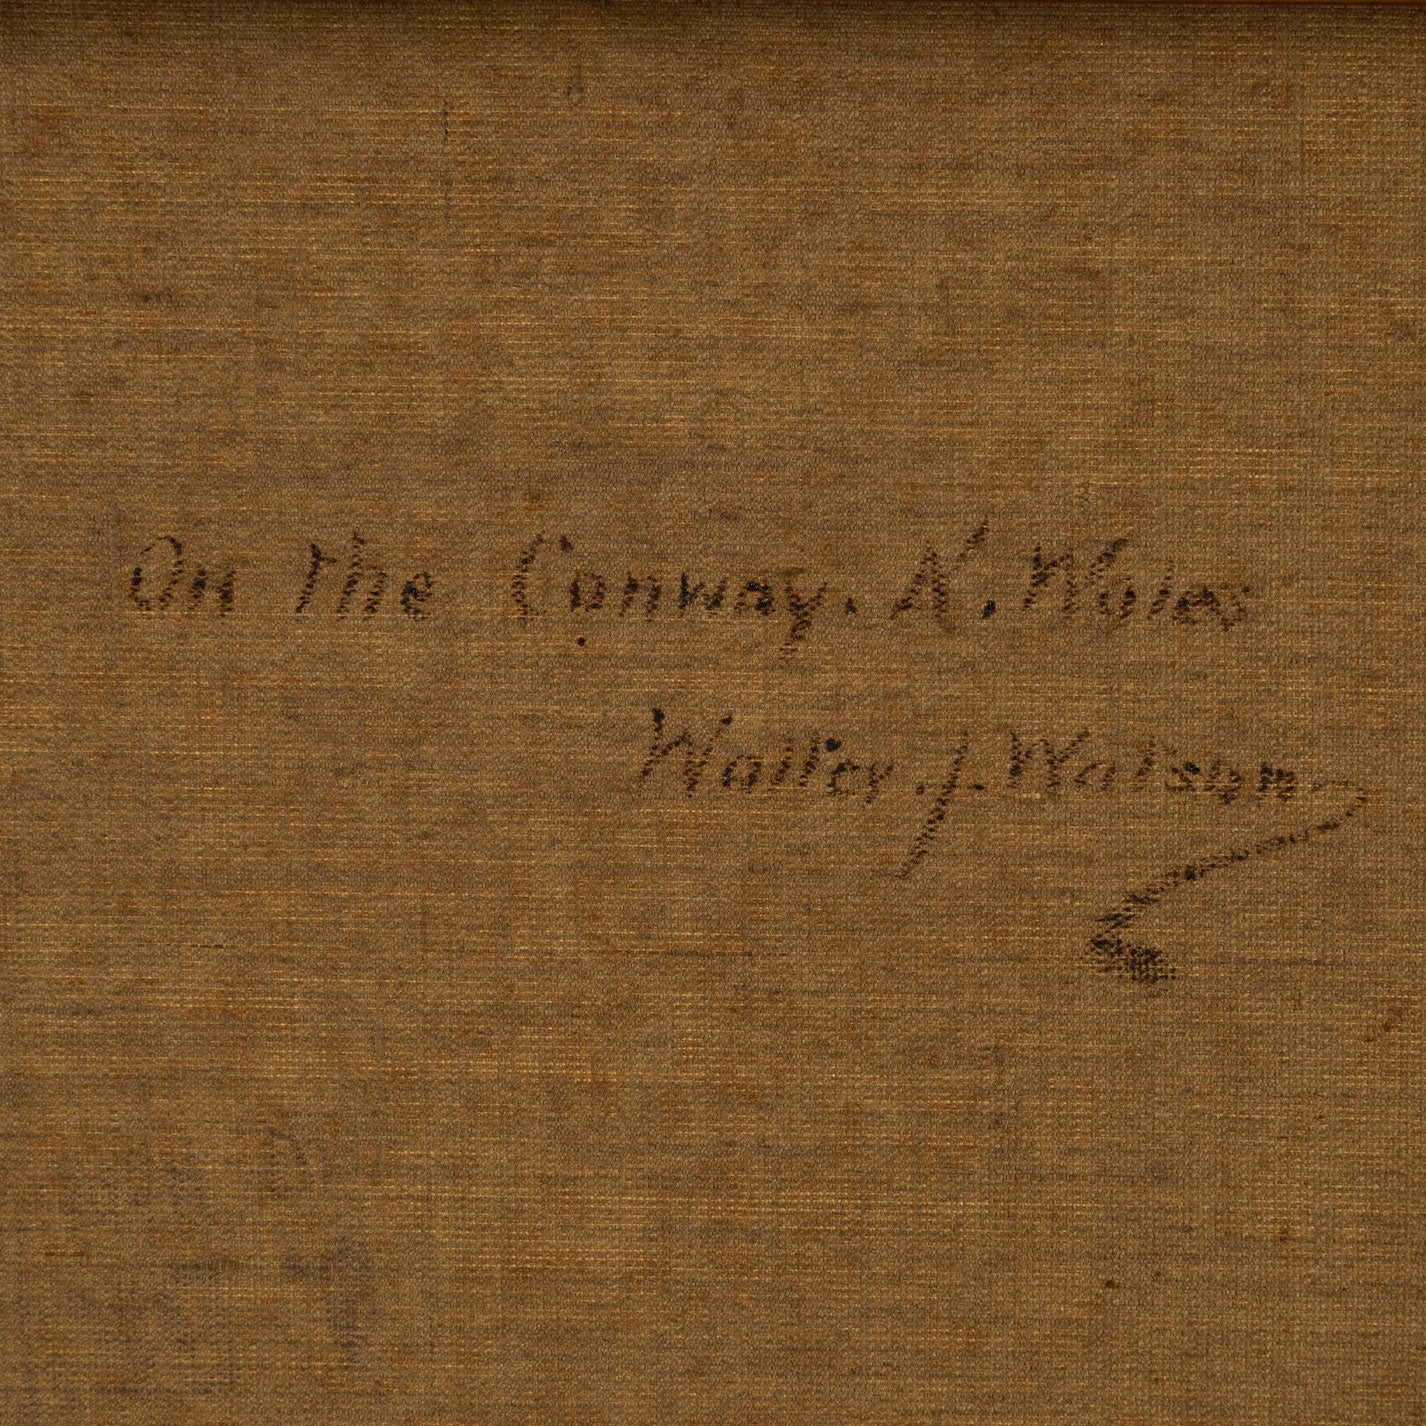 On the Conway. N. Wales
Walter. J. Watson